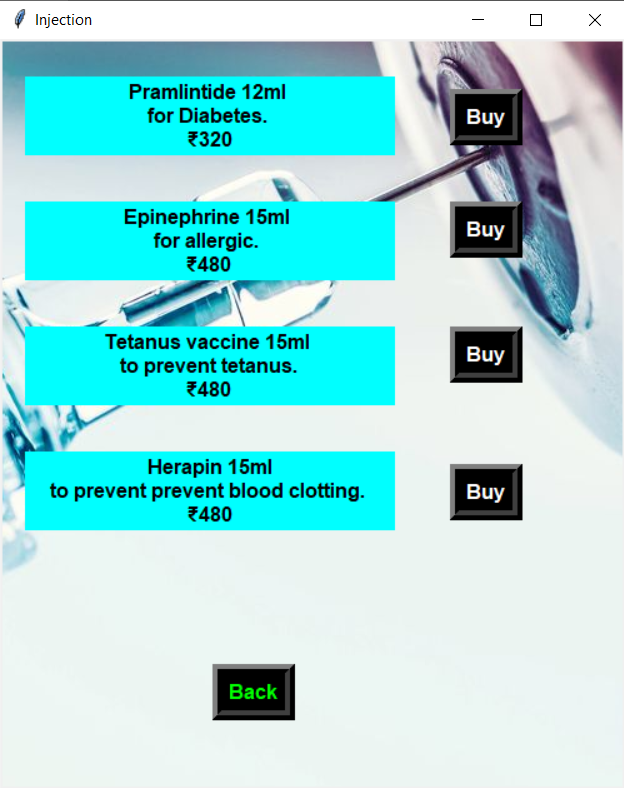 Injection
Pramlintide 12ml
for Diabetes.
₹320
Buy
Epinephrine 15ml
for allergic.
₹480
Buy
Tetanus vaccine 15ml
to prevent tetanus.
₹480
Buy
Herapin 15ml
to prevent prevent blood clotting.
₹480
Buy
Back